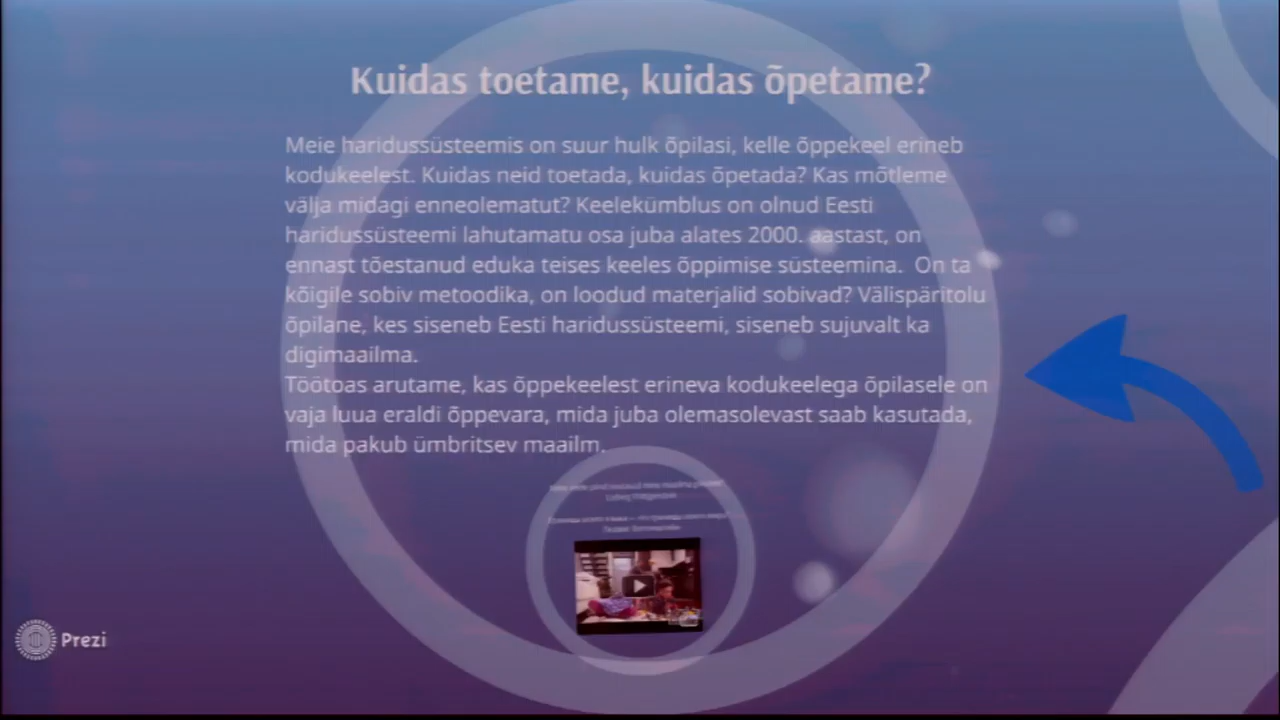 Kuidas toetame, kuidas õpetame?
Meie haridussüsteemis on suur hulk õpilasi, kelle õppekeel erineb
kodukeelest. Kuidas neid toetada, kuidas õpetada? Kas mõtleme
välja midagi enneolematut? Keelekümblus on olnud Eesti
haridussüsteemi lahutamatu osa juba alates 2000. aastast, on
ennast tõestanud eduka teises keeles õppimise süsteemina.  On ta
kõigile sobiv metoodika, on loodud materjalid sobivad? Välispäritolu
õpilane, kes siseneb Eesti haridussüsteemi, siseneb sujuvalt ka
digimaailma.
Töötoas arutame, kas õppekeelest erineva kodukeelega õpilasele on
vaja luua eraldi õppevara, mida juba olemasolevast saab kasutada,
mida pakub ümbritsev maailm.
Prezi